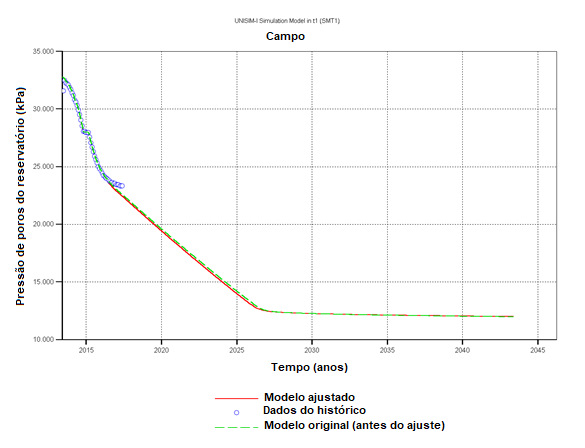 UNISIM-I Simulation Model in t1 (SMT1)
Campo
Pressão de poros do reservatório (kPa)
35.000
30.000
25.000
20.000
15.000
10.000
2015
2020
2025
2030
2035
2040
2045
Tempo (anos)
Modelo ajustado
Dados do histórico
Modelo original (antes do ajuste)